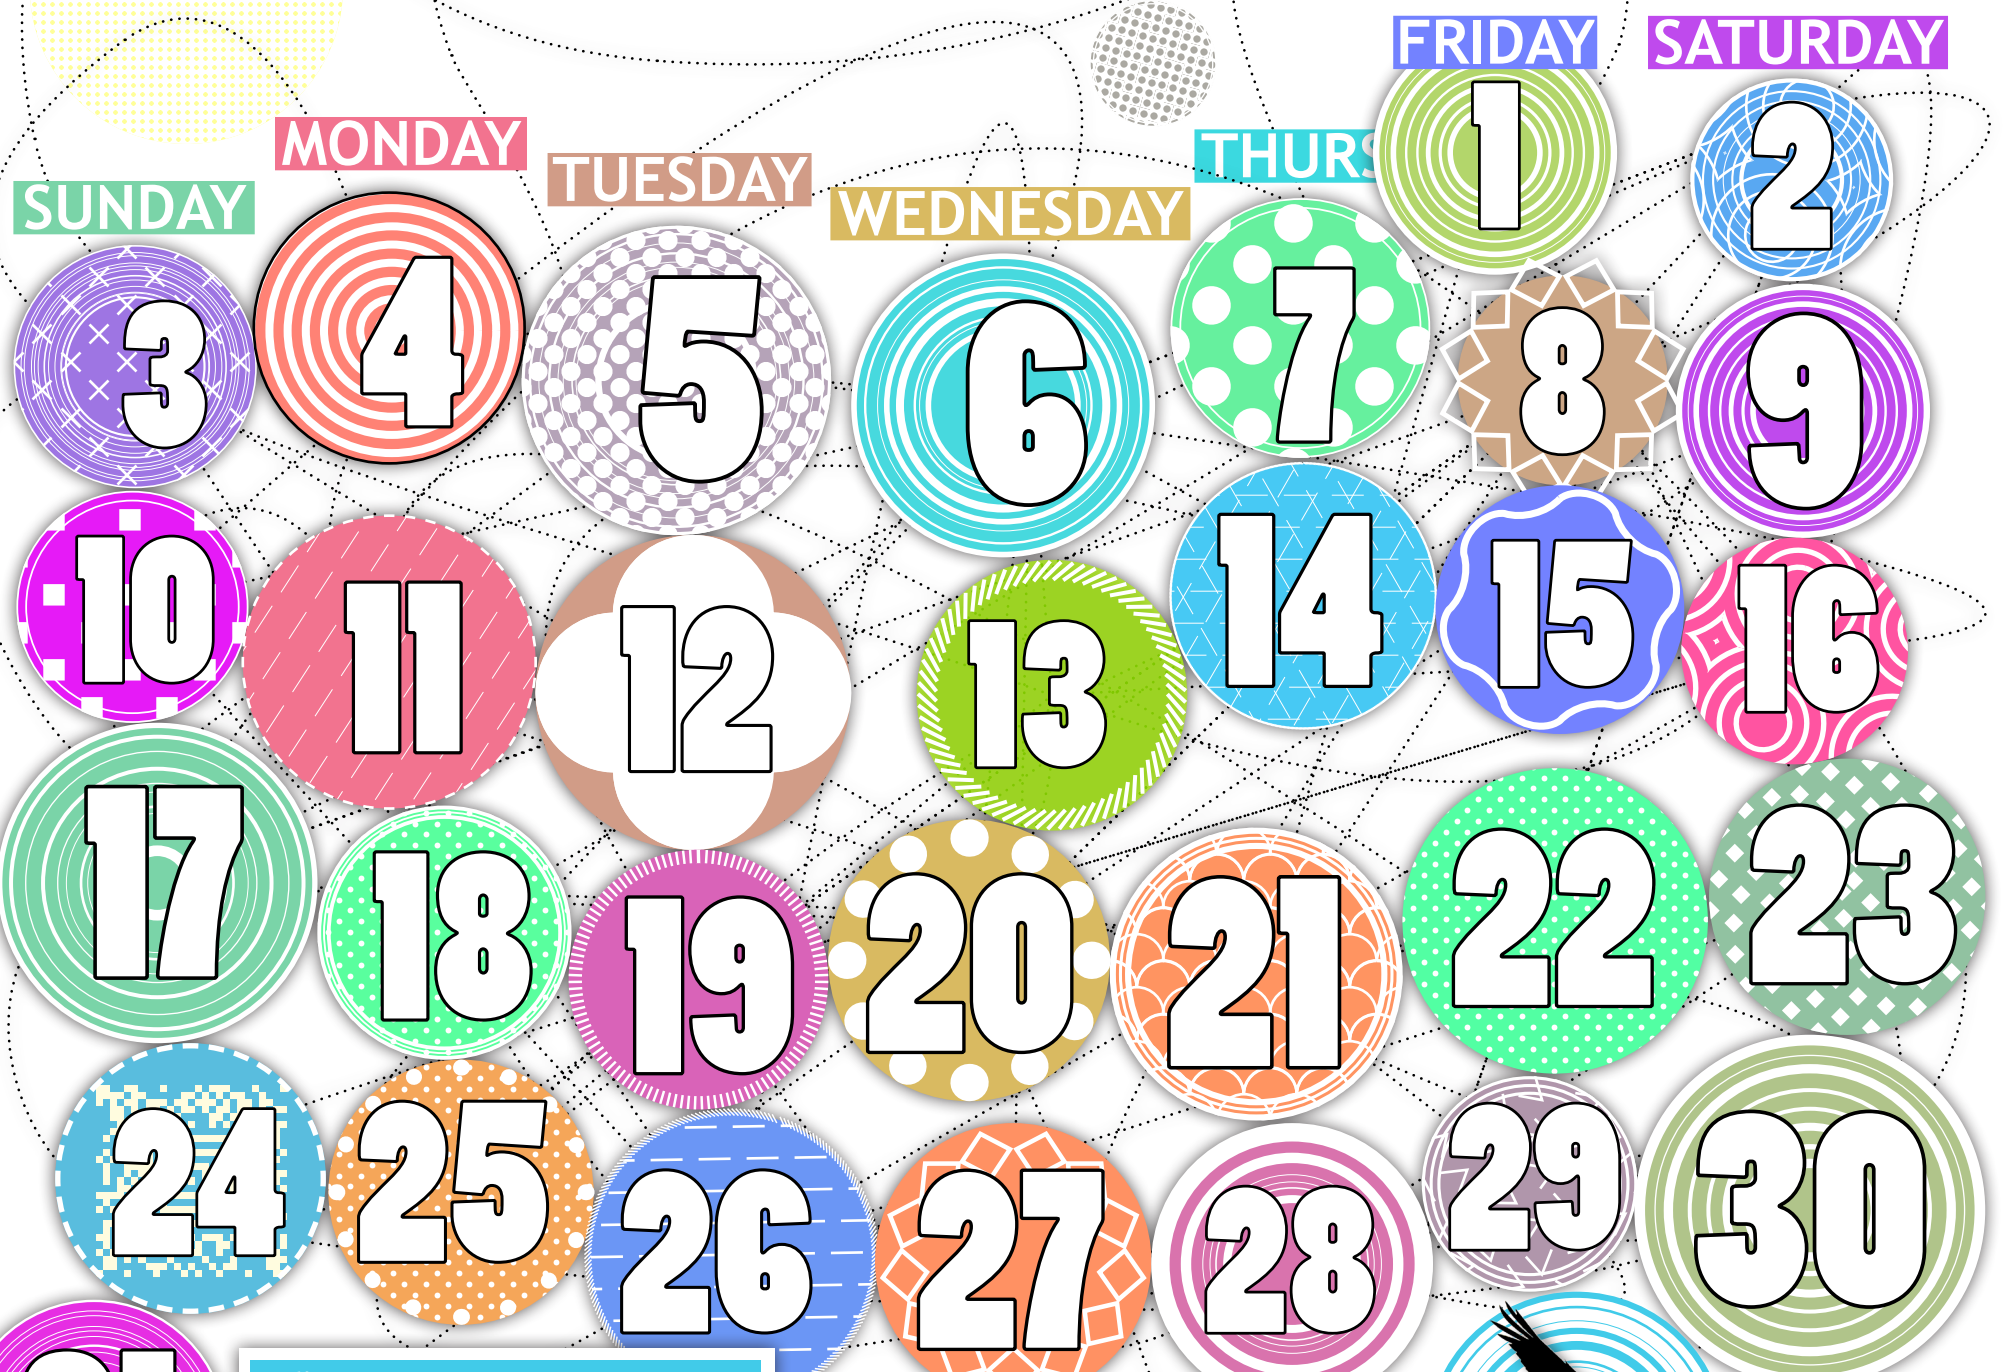 SUNDAY MONDAY TUESDAY WEDNESDAY THURS FRIDAY SATURDAY
1 2
3 4 5 6 7 8 9
10 11 12 13 14 15 16
17 18 19 20 21 22 23
24 25 26 27 28 29 30